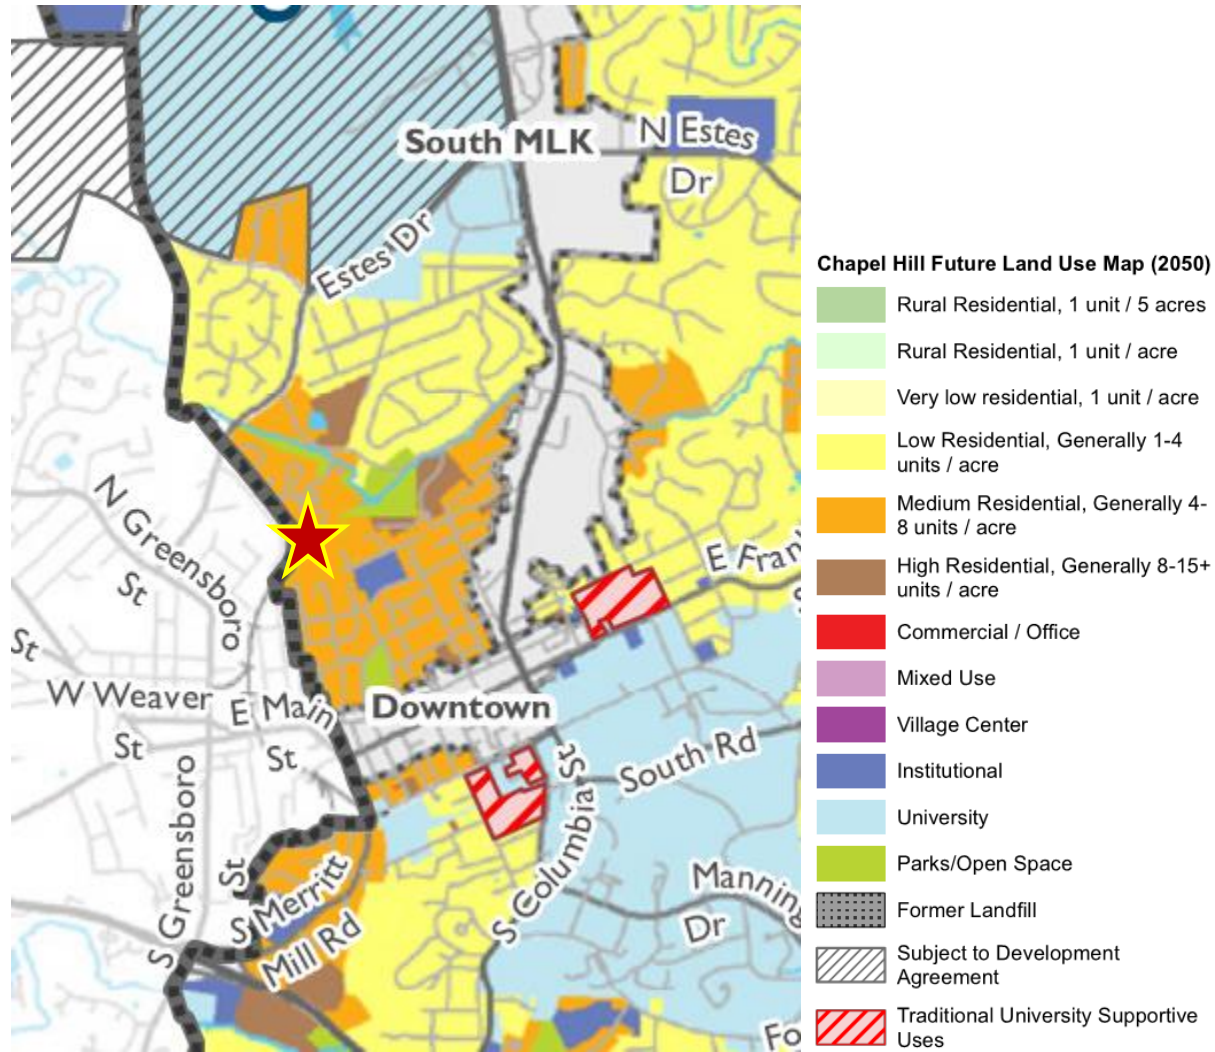 South MLK
N Estes
Dr
Estes Dr
N Greensboro
St
E Fran
St
W Weaver
St
E Main
St
Downtown
St
South Rd
S Columbia
S Greensboro
St
S Merritt
Mill Rd
Manning
Dr
Fo
Chapel Hill Future Land Use Map (2050)
Rural Residential, 1 unit / 5 acres
Rural Residential, 1 unit / acre
Very low residential, 1 unit / acre
Low Residential, Generally 1-4
units / acre
Medium Residential, Generally 4-
8 units / acre
High Residential, Generally 8-15+
units / acre
Commercial / Office
Mixed Use
Village Center
Institutional
University
Parks/Open Space
Former Landfill
Subject to Development
Agreement
Traditional University Supportive
Uses